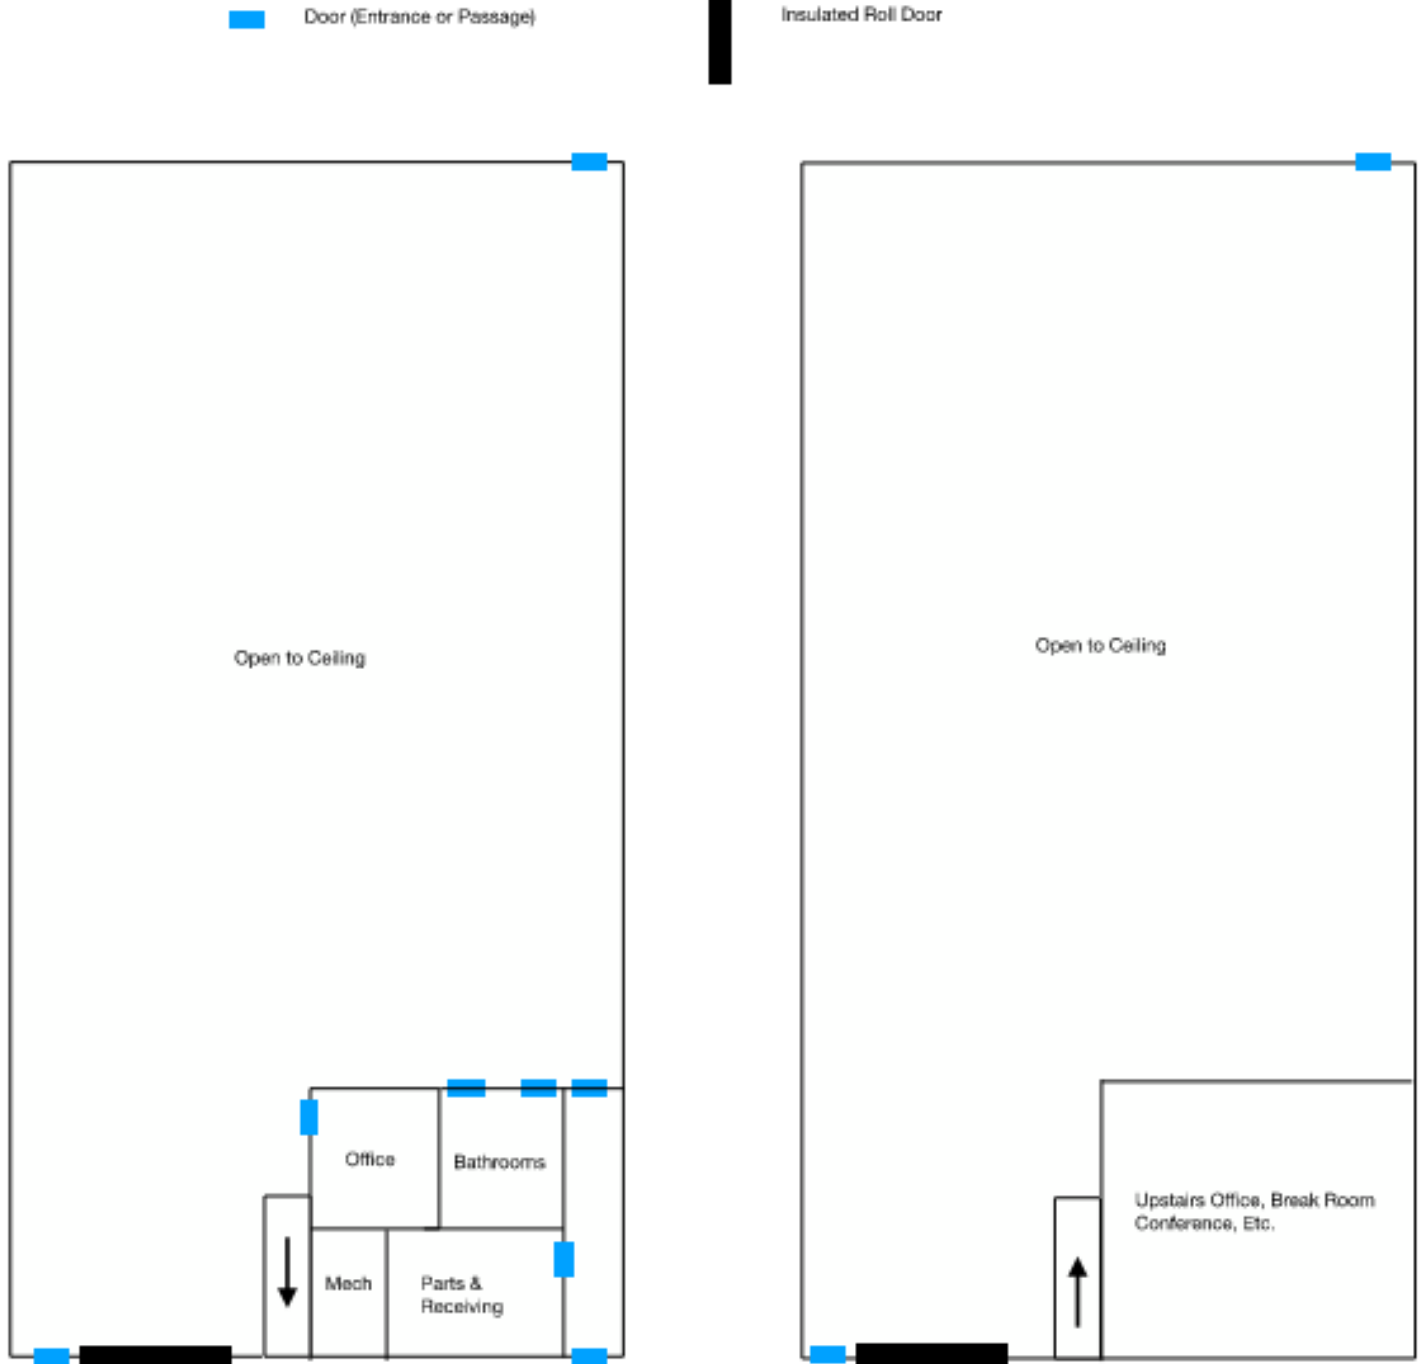 Door (Entrance or Passage)
Insulated Roll Door
Open to Ceiling
Open to Ceiling
Office
Bathrooms
Mech
Parts &
Receiving
Upstairs Office, Break Room
Conference, Etc.